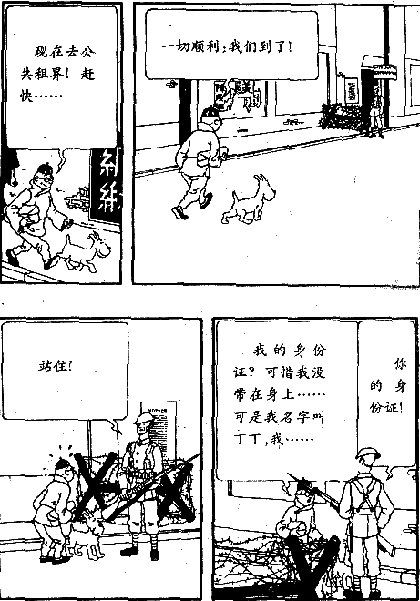 现在去公
共租界！赶
快……
一切顺利；我们到了！
站住！
你
的身
份证！
我的身份
证？可惜我没
带在身上……
可是我名字叫
丁丁，我……